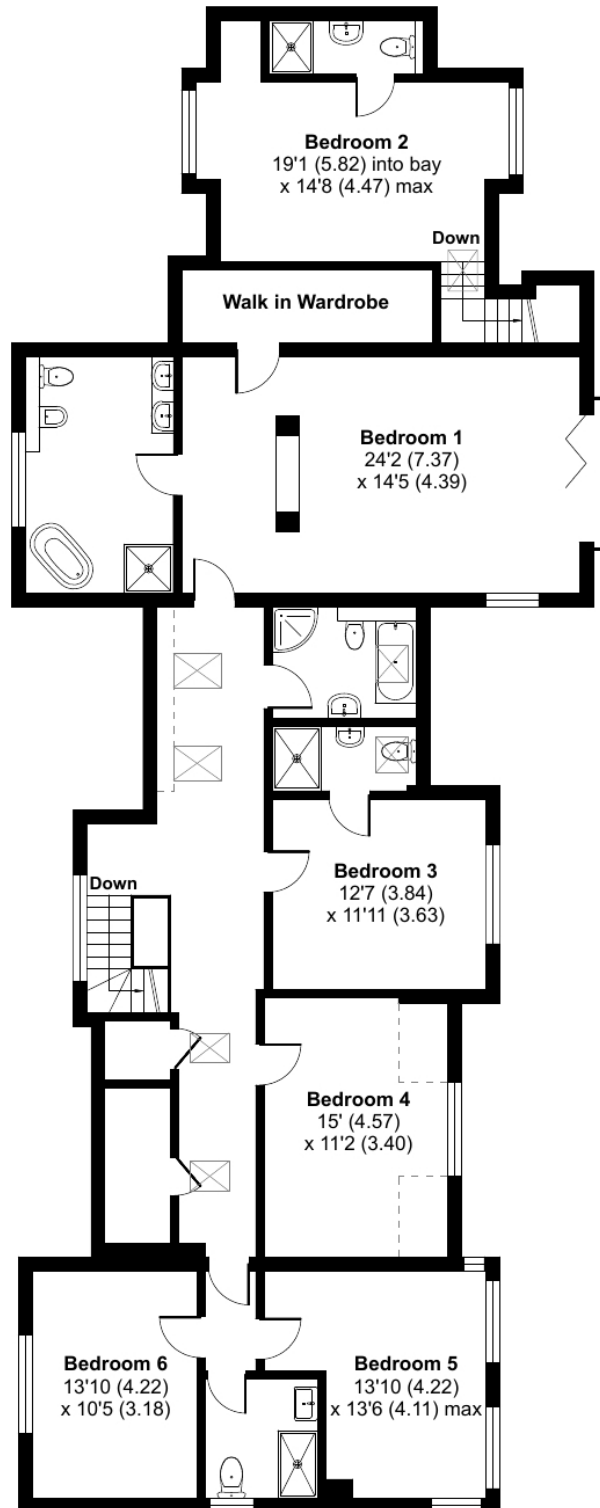 Bedroom 2
19'1 (5.82) into bay
x 14'8 (4.47) max
Down
Walk in Wardrobe
Bedroom 1
24'2 (7.37)
x 14'5 (4.39)
Bedroom 3
12'7 (3.84)
x 11'11 (3.63)
Down
Bedroom 4
15' (4.57)
x 11'2 (3.40)
Bedroom 6
13'10 (4.22)
x 10'5 (3.18)
Bedroom 5
13'10 (4.22)
x 13'6 (4.11) max